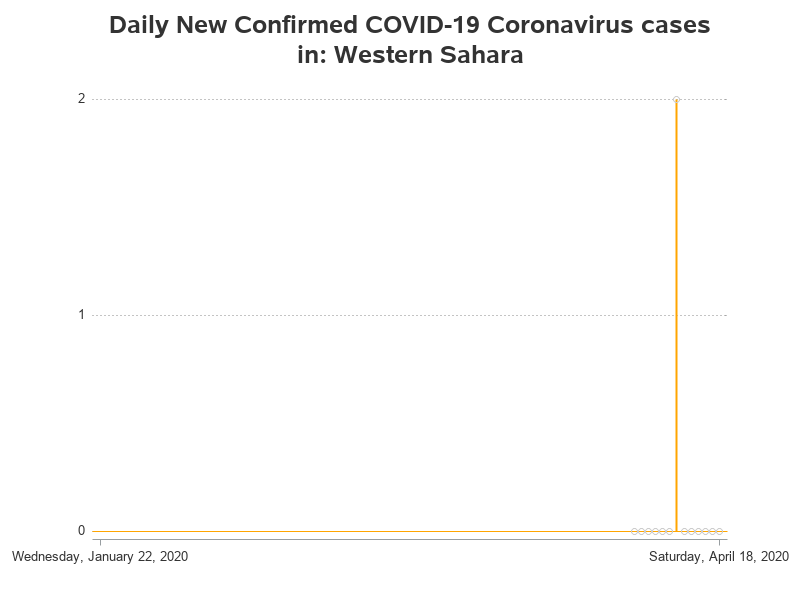 Daily New Confirmed COVID-19 Coronavirus cases
in: Western Sahara
2
1
0
Wednesday, January 22, 2020
Saturday, April 18, 2020